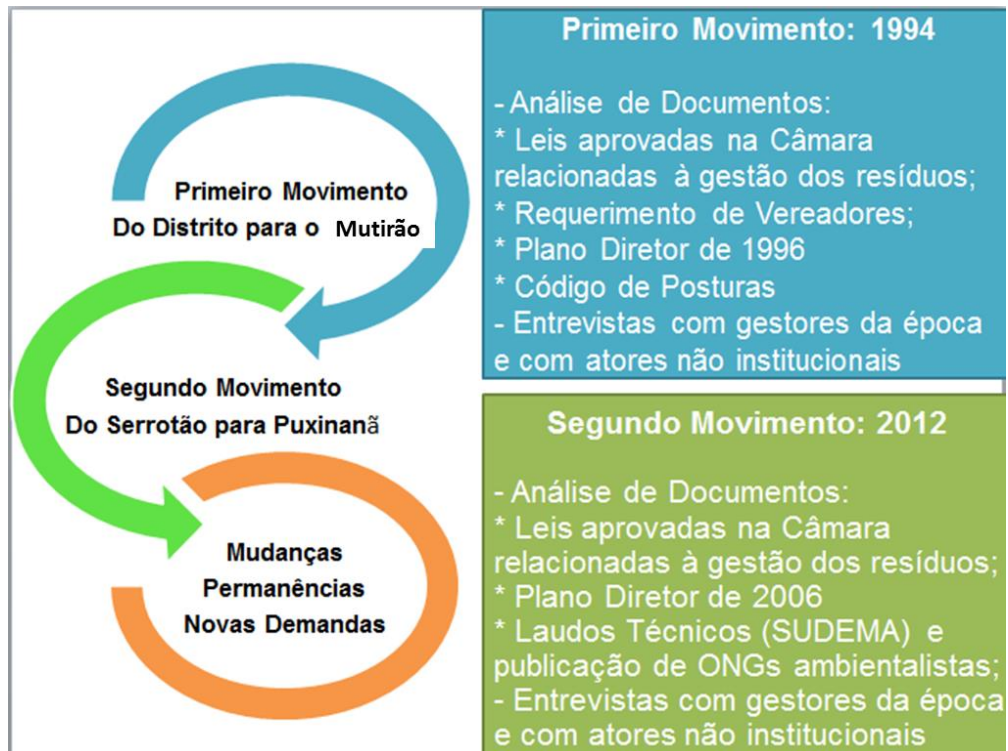 Primeiro Movimento
Do Distrito para o Mutirão
Segundo Movimento
Do Serrotão para Puxinanã
Mudanças
Permanências
Novas Demandas
Primeiro Movimento: 1994
- Análise de Documentos:
* Leis aprovadas na Câmara
relacionadas à gestão dos resíduos;
* Requerimento de Vereadores;
* Plano Diretor de 1996
* Código de Posturas
- Entrevistas com gestores da época
e com atores não institucionais
Segundo Movimento: 2012
- Análise de Documentos:
* Leis aprovadas na Câmara
relacionadas à gestão dos resíduos;
* Plano Diretor de 2006
* Laudos Técnicos (SUDEMA) e
publicação de ONGs ambientalistas;
- Entrevistas com gestores da época
e com atores não institucionais